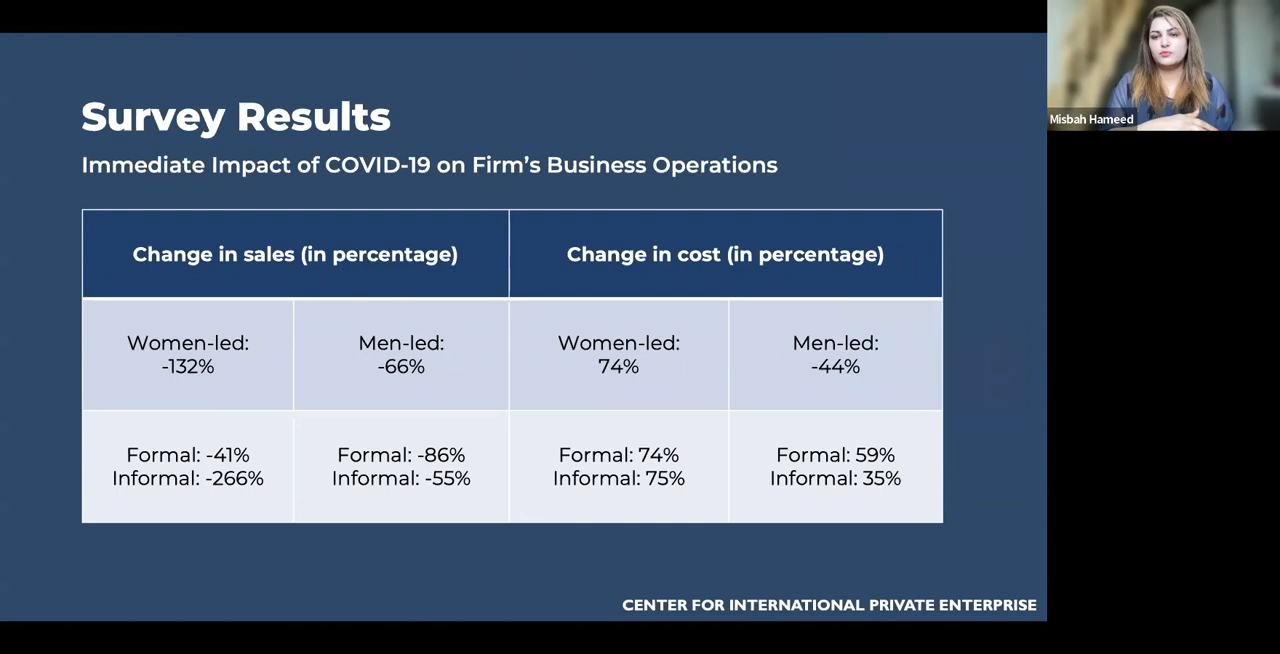 Survey Results
Immediate Impact of COVID-19 on Firm’s Business Operations
Change in sales (in percentage)
Change in cost (in percentage)
Women-led:
-132%
Men-led:
-66%
Women-led:
74%
Men-led:
-44%
Formal: -41%
Informal: -266%
Formal: -86%
Informal: -55%
Formal: 74%
Informal: 75%
Formal: 59%
Informal: 35%
CENTER FOR INTERNATIONAL PRIVATE ENTERPRISE
Misbah Hameed